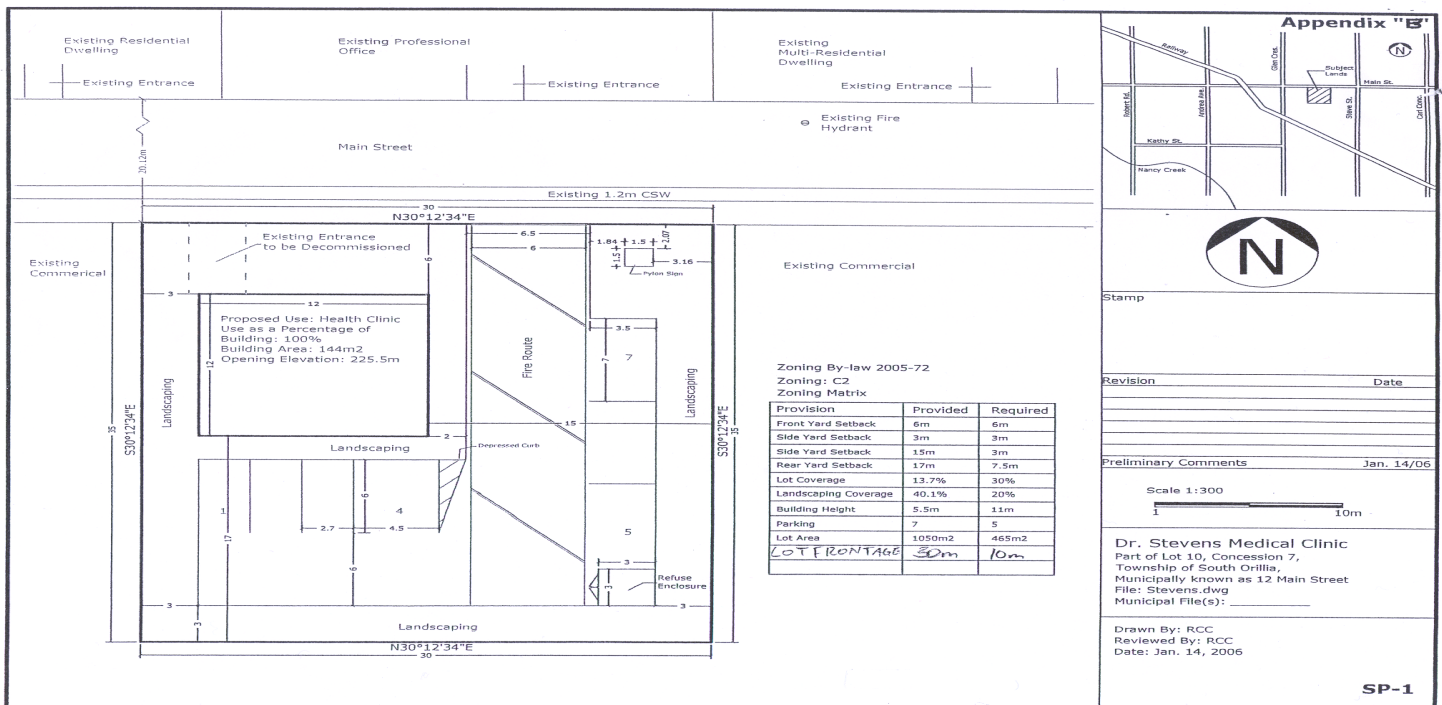 Appendix "B"
Existing Residential
Dwelling
Existing Entrance
Existing Professional
Office
Existing Entrance
Existing
Multi-Residential
Dwelling
Existing Entrance
Existing Fire
Hydrant
Main Street
20.12m
Existing 1.2m CSW
30
N30°12'34"E
Existing Entrance
to be Decommissioned
Existing
Commerical
6
6.5
6
1.84
1.5
2.07
1.5
3.16
Pylon Sign
Existing Commercial
3
12
Proposed Use: Health Clinic
Use as a Percentage of
Building: 100%
Building Area: 144m2
Opening Elevation: 225.5m
12
Fire Route
3.5
7
7
Landscaping
Landscaping
35
S30°12'34"E
S30°12'34"E
35
15
2
Depressed Curb
Landscaping
1
17
6
4
2.7
4.5
6
5
3
3
Refuse
Enclosure
3
3
3
Landscaping
N30°12'34"E
30
Zoning By-law 2005-72
Zoning: C2
Zoning Matrix
Provision Provided Required
Front Yard Setback 6m 6m
Side Yard Setback 3m 3m
Side Yard Setback 15m 3m
Rear Yard Setback 17m 7.5m
Lot Coverage 13.7% 30%
Landscaping Coverage 40.1% 20%
Building Height 5.5m 11m
Parking 7 5
Lot Area 1050m2 465m2
LOT FRONTAGE 30m 10m
Railway
Glen Cres.
N
Subject
Lands
Main St.
Robert Rd.
Andrea Ave.
Steve St.
Carl Conc.
Kathy St.
Nancy Creek
N
Stamp
Revision Date
Preliminary Comments Jan. 14/06
Scale 1:300
1 10m
Dr. Stevens Medical Clinic
Part of Lot 10, Concession 7,
Township of South Orillia,
Municipally known as 12 Main Street
File: Stevens.dwg
Municipal File(s):
Drawn By: RCC
Reviewed By: RCC
Date: Jan. 14, 2006
SP-1